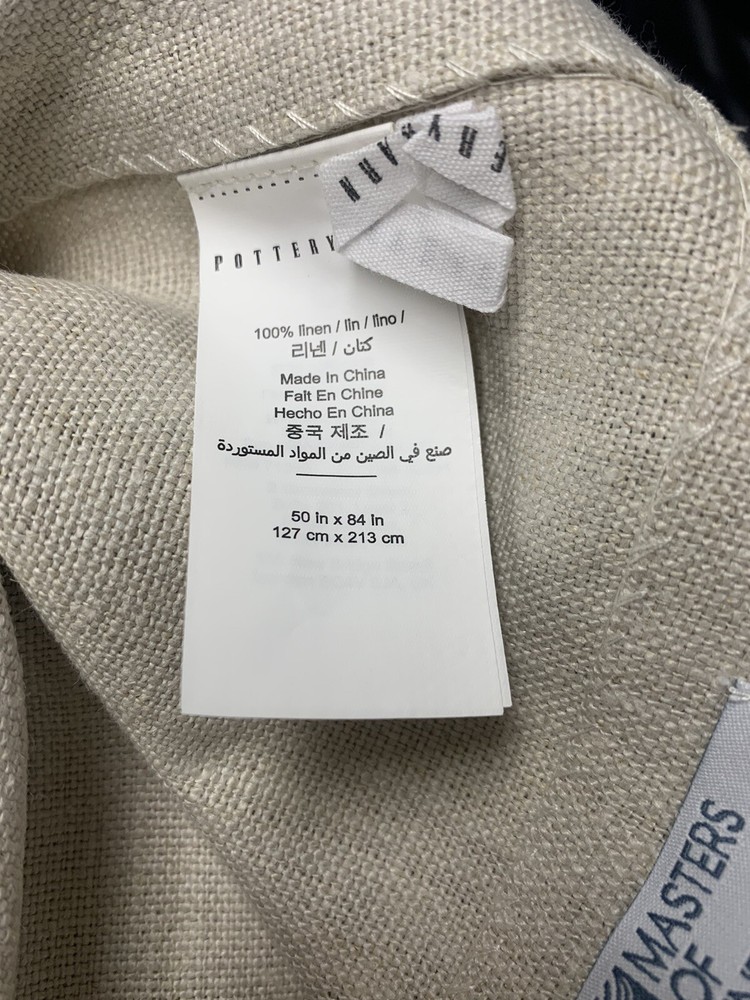 POTTERY
100% linen / lin / lino /
리넨 / كتان
Made In China
Fait En Chine
Hecho En China
중국 제조 /
صنع في الصين من المواد المستوردة
50 in x 84 in
127 cm x 213 cm
MASTERS
OF